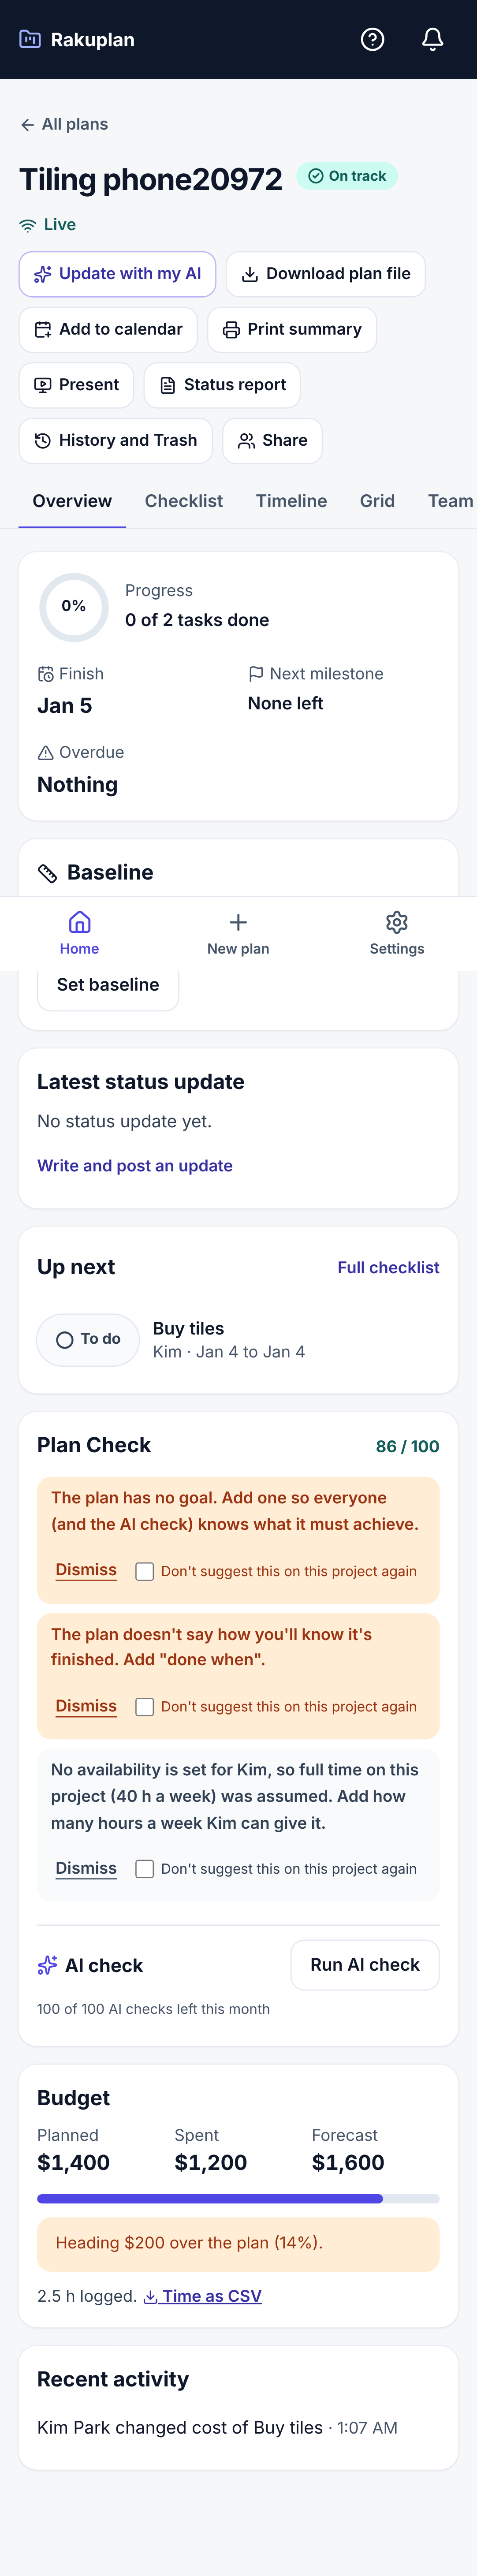 Rakuplan
All plans
Tiling phone20972
On track
Live
Update with my AI
Download plan file
Add to calendar
Print summary
Present
Status report
History and Trash
Share
Overview
Checklist
Timeline
Grid
Team
0%
Progress
0 of 2 tasks done
Finish
Jan 5
Next milestone
None left
Overdue
Nothing
Baseline
Home
New plan
Settings
Set baseline
Latest status update
No status update yet.
Write and post an update
Up next
Full checklist
To do
Buy tiles
Kim · Jan 4 to Jan 4
Plan Check
86 / 100
The plan has no goal. Add one so everyone
(and the AI check) knows what it must achieve.
Dismiss
Don't suggest this on this project again
The plan doesn't say how you'll know it's
finished. Add "done when".
Dismiss
Don't suggest this on this project again
No availability is set for Kim, so full time on this
project (40 h a week) was assumed. Add how
many hours a week Kim can give it.
Dismiss
Don't suggest this on this project again
AI check
Run AI check
100 of 100 AI checks left this month
Budget
Planned
Spent
Forecast
$1,400
$1,200
$1,600
Heading $200 over the plan (14%).
2.5 h logged. Time as CSV
Recent activity
Kim Park changed cost of Buy tiles · 1:07 AM